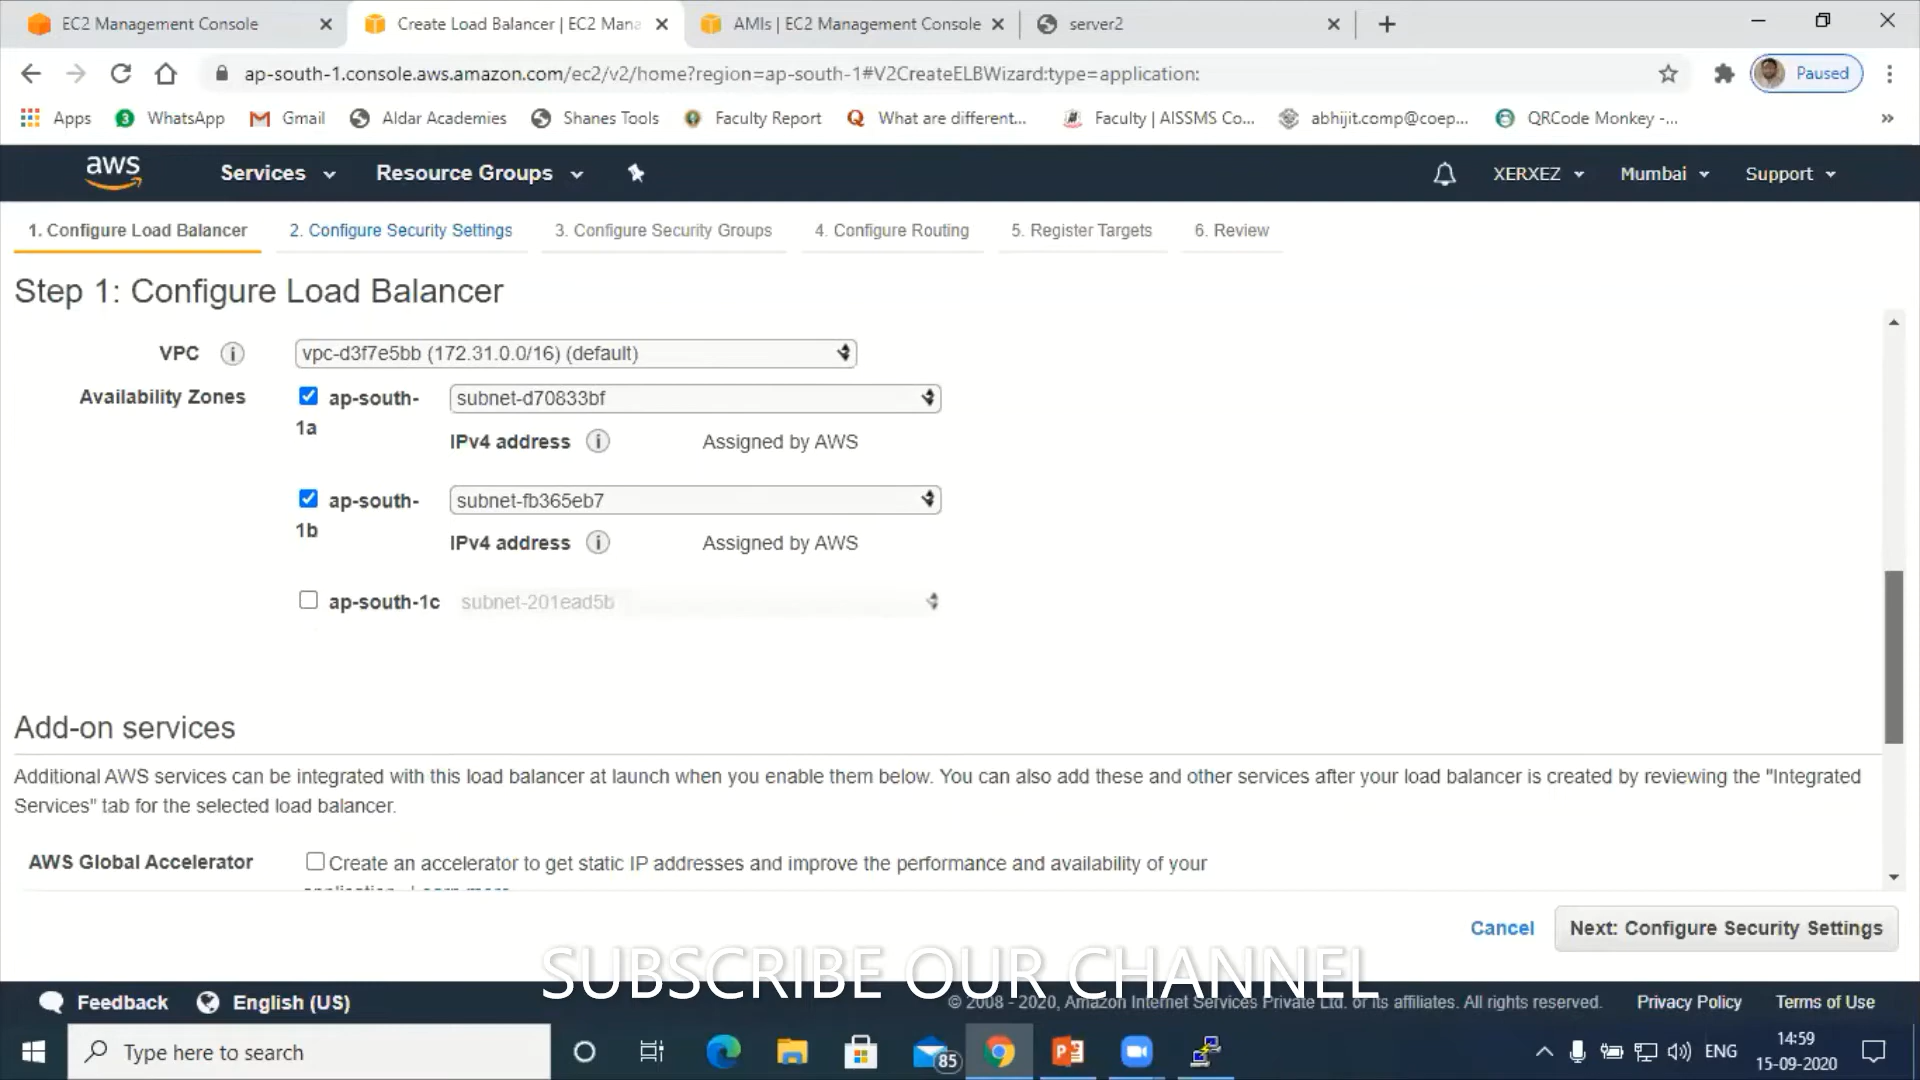 EC2 Management Console
Create Load Balancer | EC2 Mana
AMIs | EC2 Management Console
server2
ap-south-1.console.aws.amazon.com/ec2/v2/home?region=ap-south-1#V2CreateELBWizard:type=application:
Paused
Apps
3
WhatsApp
Gmail
Aldar Academies
Shanes Tools
Faculty Report
What are different...
Faculty | AISSMS Co...
abhijit.comp@coep...
QRCode Monkey -...
»
aws
Services
Resource Groups
XERXEZ
Mumbai
Support
1. Configure Load Balancer
2. Configure Security Settings
3. Configure Security Groups
4. Configure Routing
5. Register Targets
6. Review
Step 1: Configure Load Balancer
VPC
vpc-d3f7e5bb (172.31.0.0/16) (default)
Availability Zones
ap-south-1a
subnet-d70833bf
IPv4 address
Assigned by AWS
ap-south-1b
subnet-fb365eb7
IPv4 address
Assigned by AWS
ap-south-1c
subnet-201ead5b
Add-on services
Additional AWS services can be integrated with this load balancer at launch when you enable them below. You can also add these and other services after your load balancer is created by reviewing the "Integrated
Services" tab for the selected load balancer.
AWS Global Accelerator
Create an accelerator to get static IP addresses and improve the performance and availability of your
Cancel
Next: Configure Security Settings
SUBSCRIBE OUR CHANNEL
Feedback
English (US)
© 2008 - 2020, Amazon Internet Services Private Ltd. or its affiliates. All rights reserved.
Privacy Policy
Terms of Use
Type here to search
85
ENG
14:59
15-09-2020